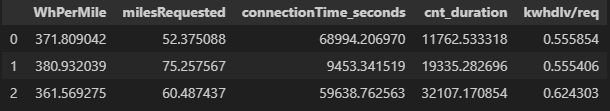 WhPerMile milesRequested connectionTime_seconds cnt_duration kwhdlv/req
0 371.809042 52.375088 68994.206970 11762.533318 0.555854
1 380.932039 75.257567 9453.341519 19335.282696 0.555406
2 361.569275 60.487437 59638.762563 32107.170854 0.624303